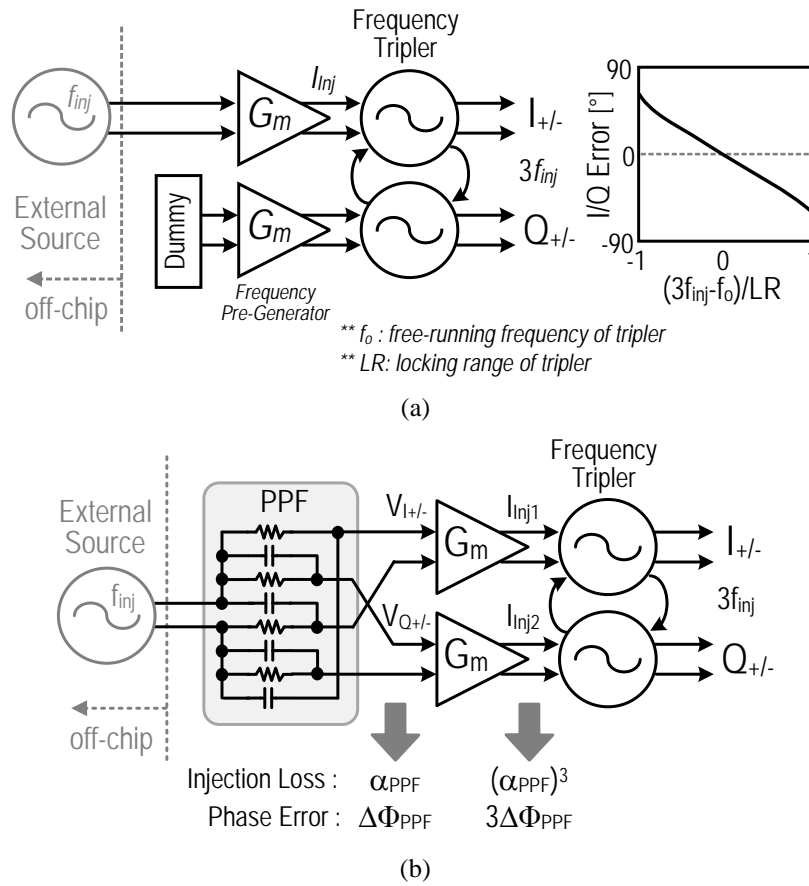 Frequency
Tripler
f_inj
G_m
I_Inj
I_+/-
3f_inj
External
Source
off-chip
Dummy
G_m
Q_+/-
Frequency
Pre-Generator
I/Q Error [°]
90
0
-90
-1 0 1
(3f_inj-f_o)/LR
** f_o : free-running frequency of tripler
** LR: locking range of tripler
(a)
Frequency
Tripler
PPF
External
Source
f_inj
off-chip
V_I+/-
G_m
I_Inj1
I_+/-
3f_inj
V_Q+/-
G_m
I_Inj2
Q_+/-
Injection Loss : α_PPF (α_PPF)^3
Phase Error : ΔΦ_PPF 3ΔΦ_PPF
(b)